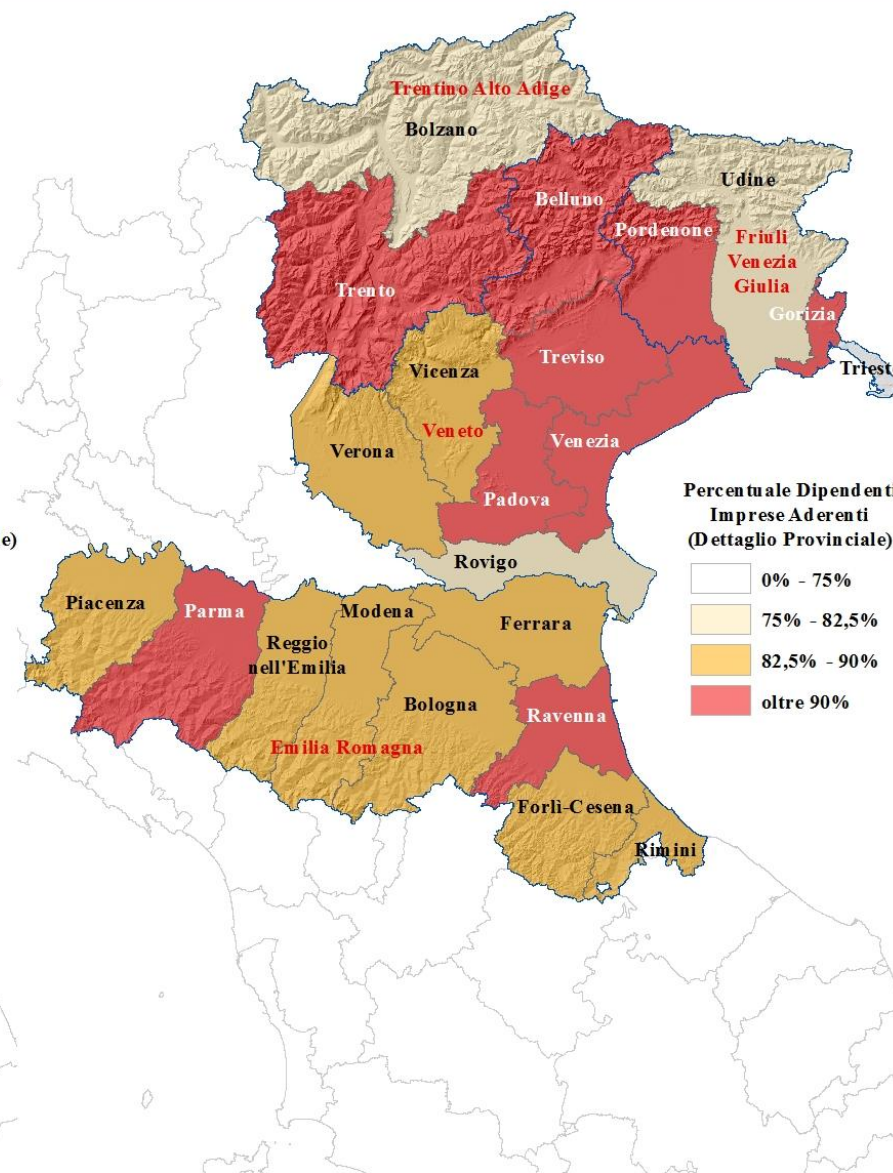 Trentino Alto Adige
Bolzano
Udine
Belluno
Pordenone
Friuli
Venezia
Giulia
Trento
Gorizia
Treviso
Triest
Vicenza
Veneto
Venezia
Verona
Padova
Percentuale Dipendenti
Imprese Aderenti
(Dettaglio Provinciale)
e)
Rovigo
0% - 75%
75% - 82,5%
82,5% - 90%
oltre 90%
Piacenza
Parma
Modena
Ferrara
Reggio
nell'Emilia
Bologna
Ravenna
Emilia Romagna
Forlì-Cesena
Rimini